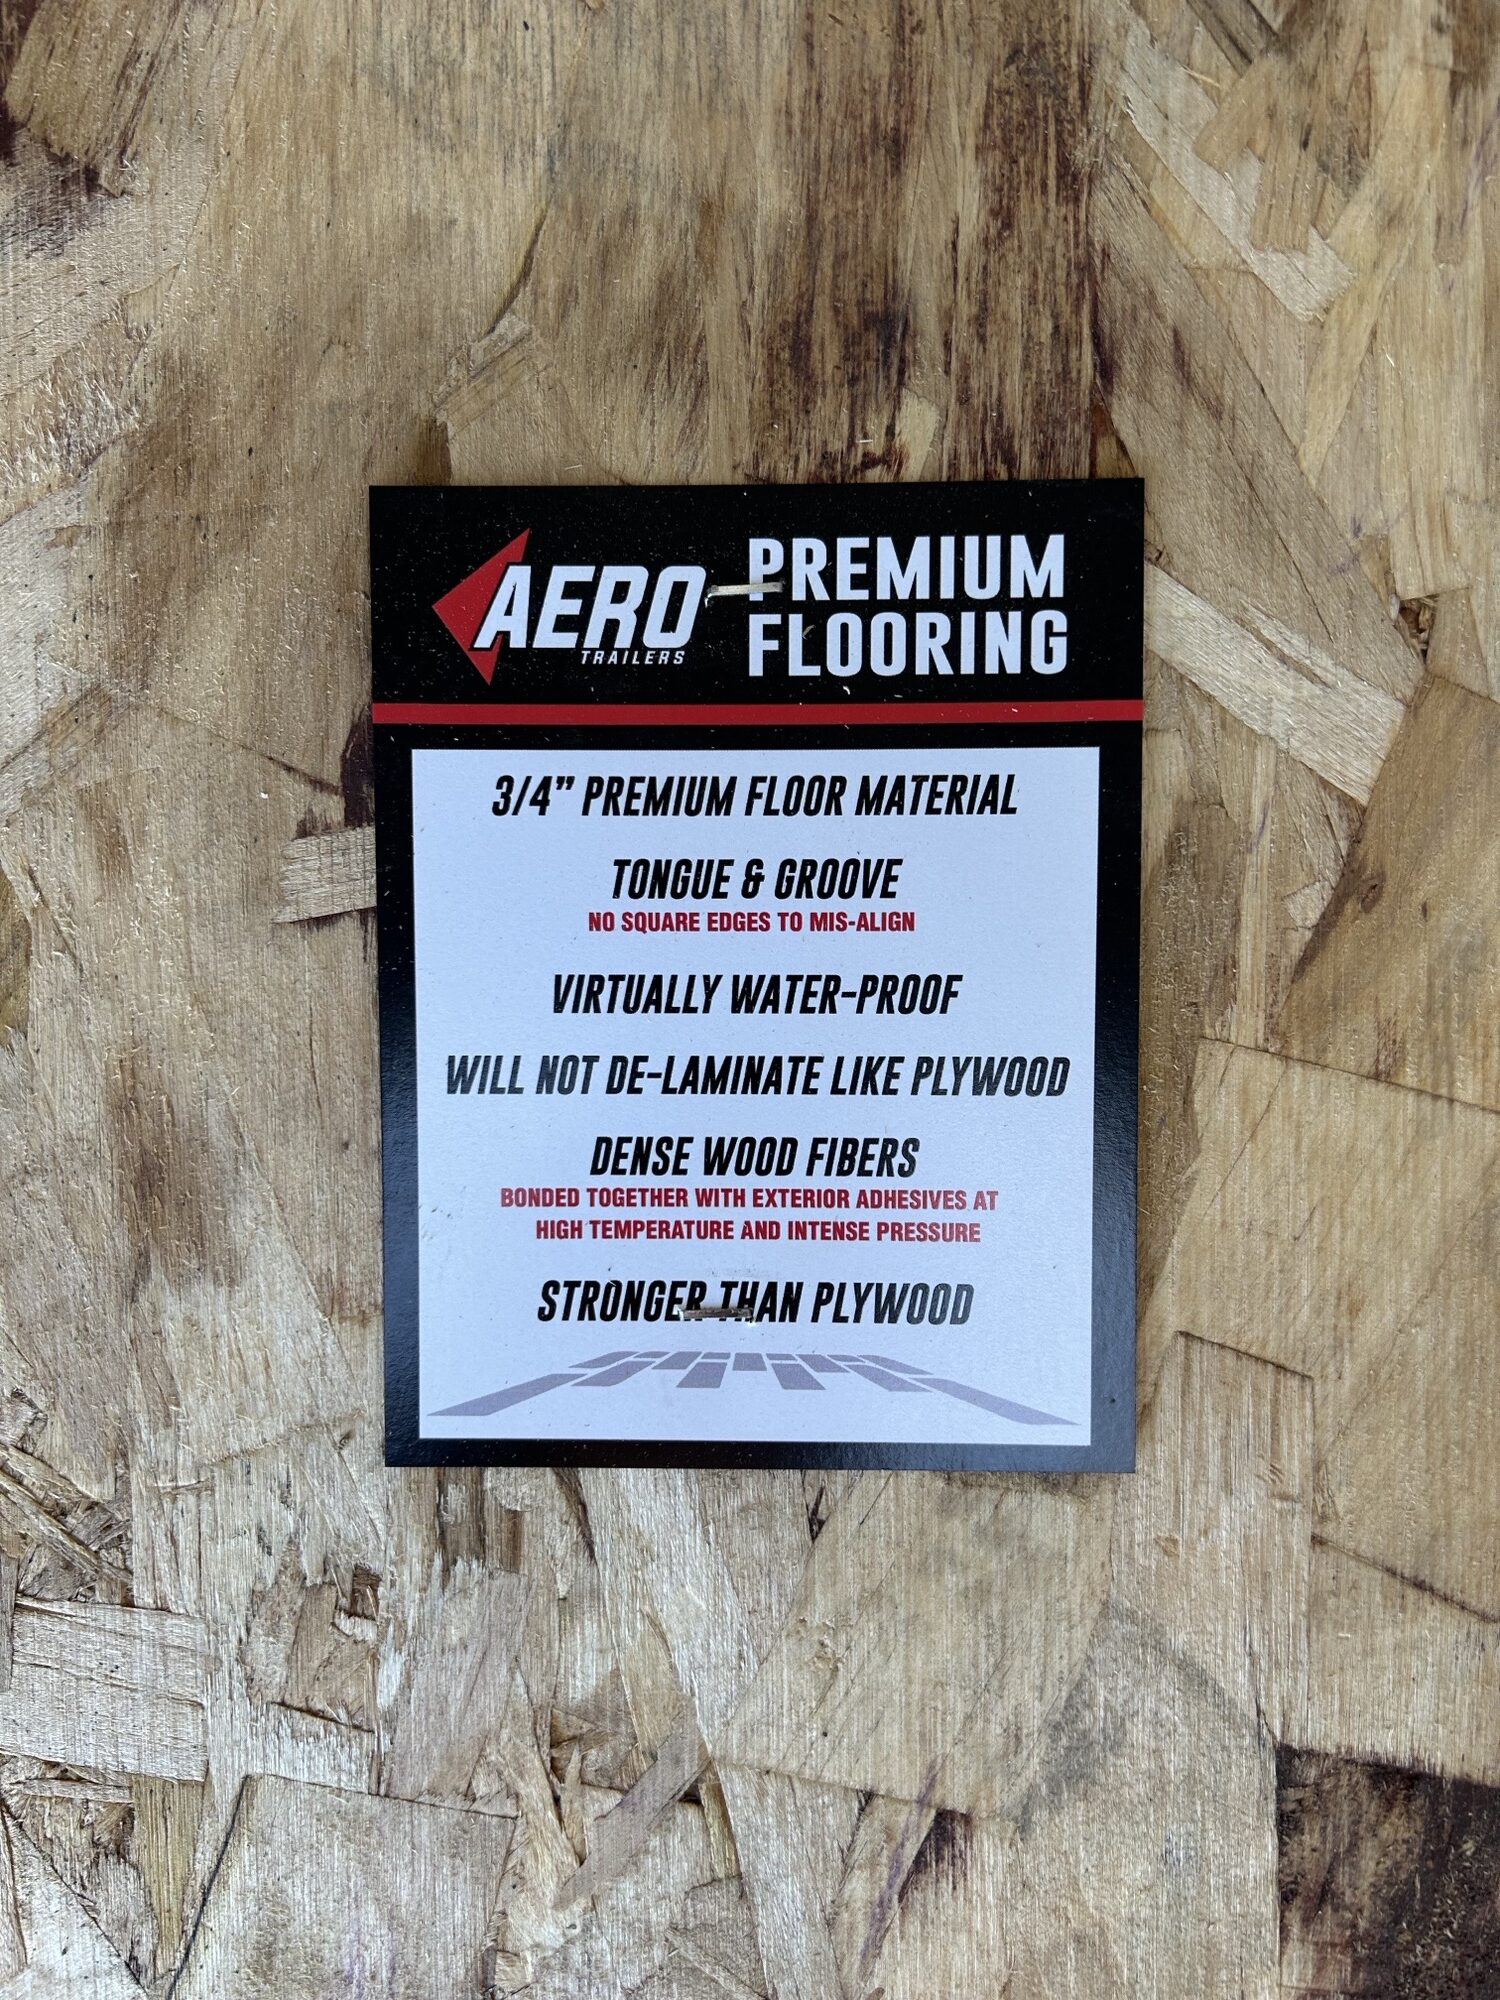 AERO
TRAILERS
PREMIUM
FLOORING
3/4” PREMIUM FLOOR MATERIAL
TONGUE & GROOVE
NO SQUARE EDGES TO MIS-ALIGN
VIRTUALLY WATER-PROOF
WILL NOT DE-LAMINATE LIKE PLYWOOD
DENSE WOOD FIBERS
BONDED TOGETHER WITH EXTERIOR ADHESIVES AT
HIGH TEMPERATURE AND INTENSE PRESSURE
STRONGER THAN PLYWOOD